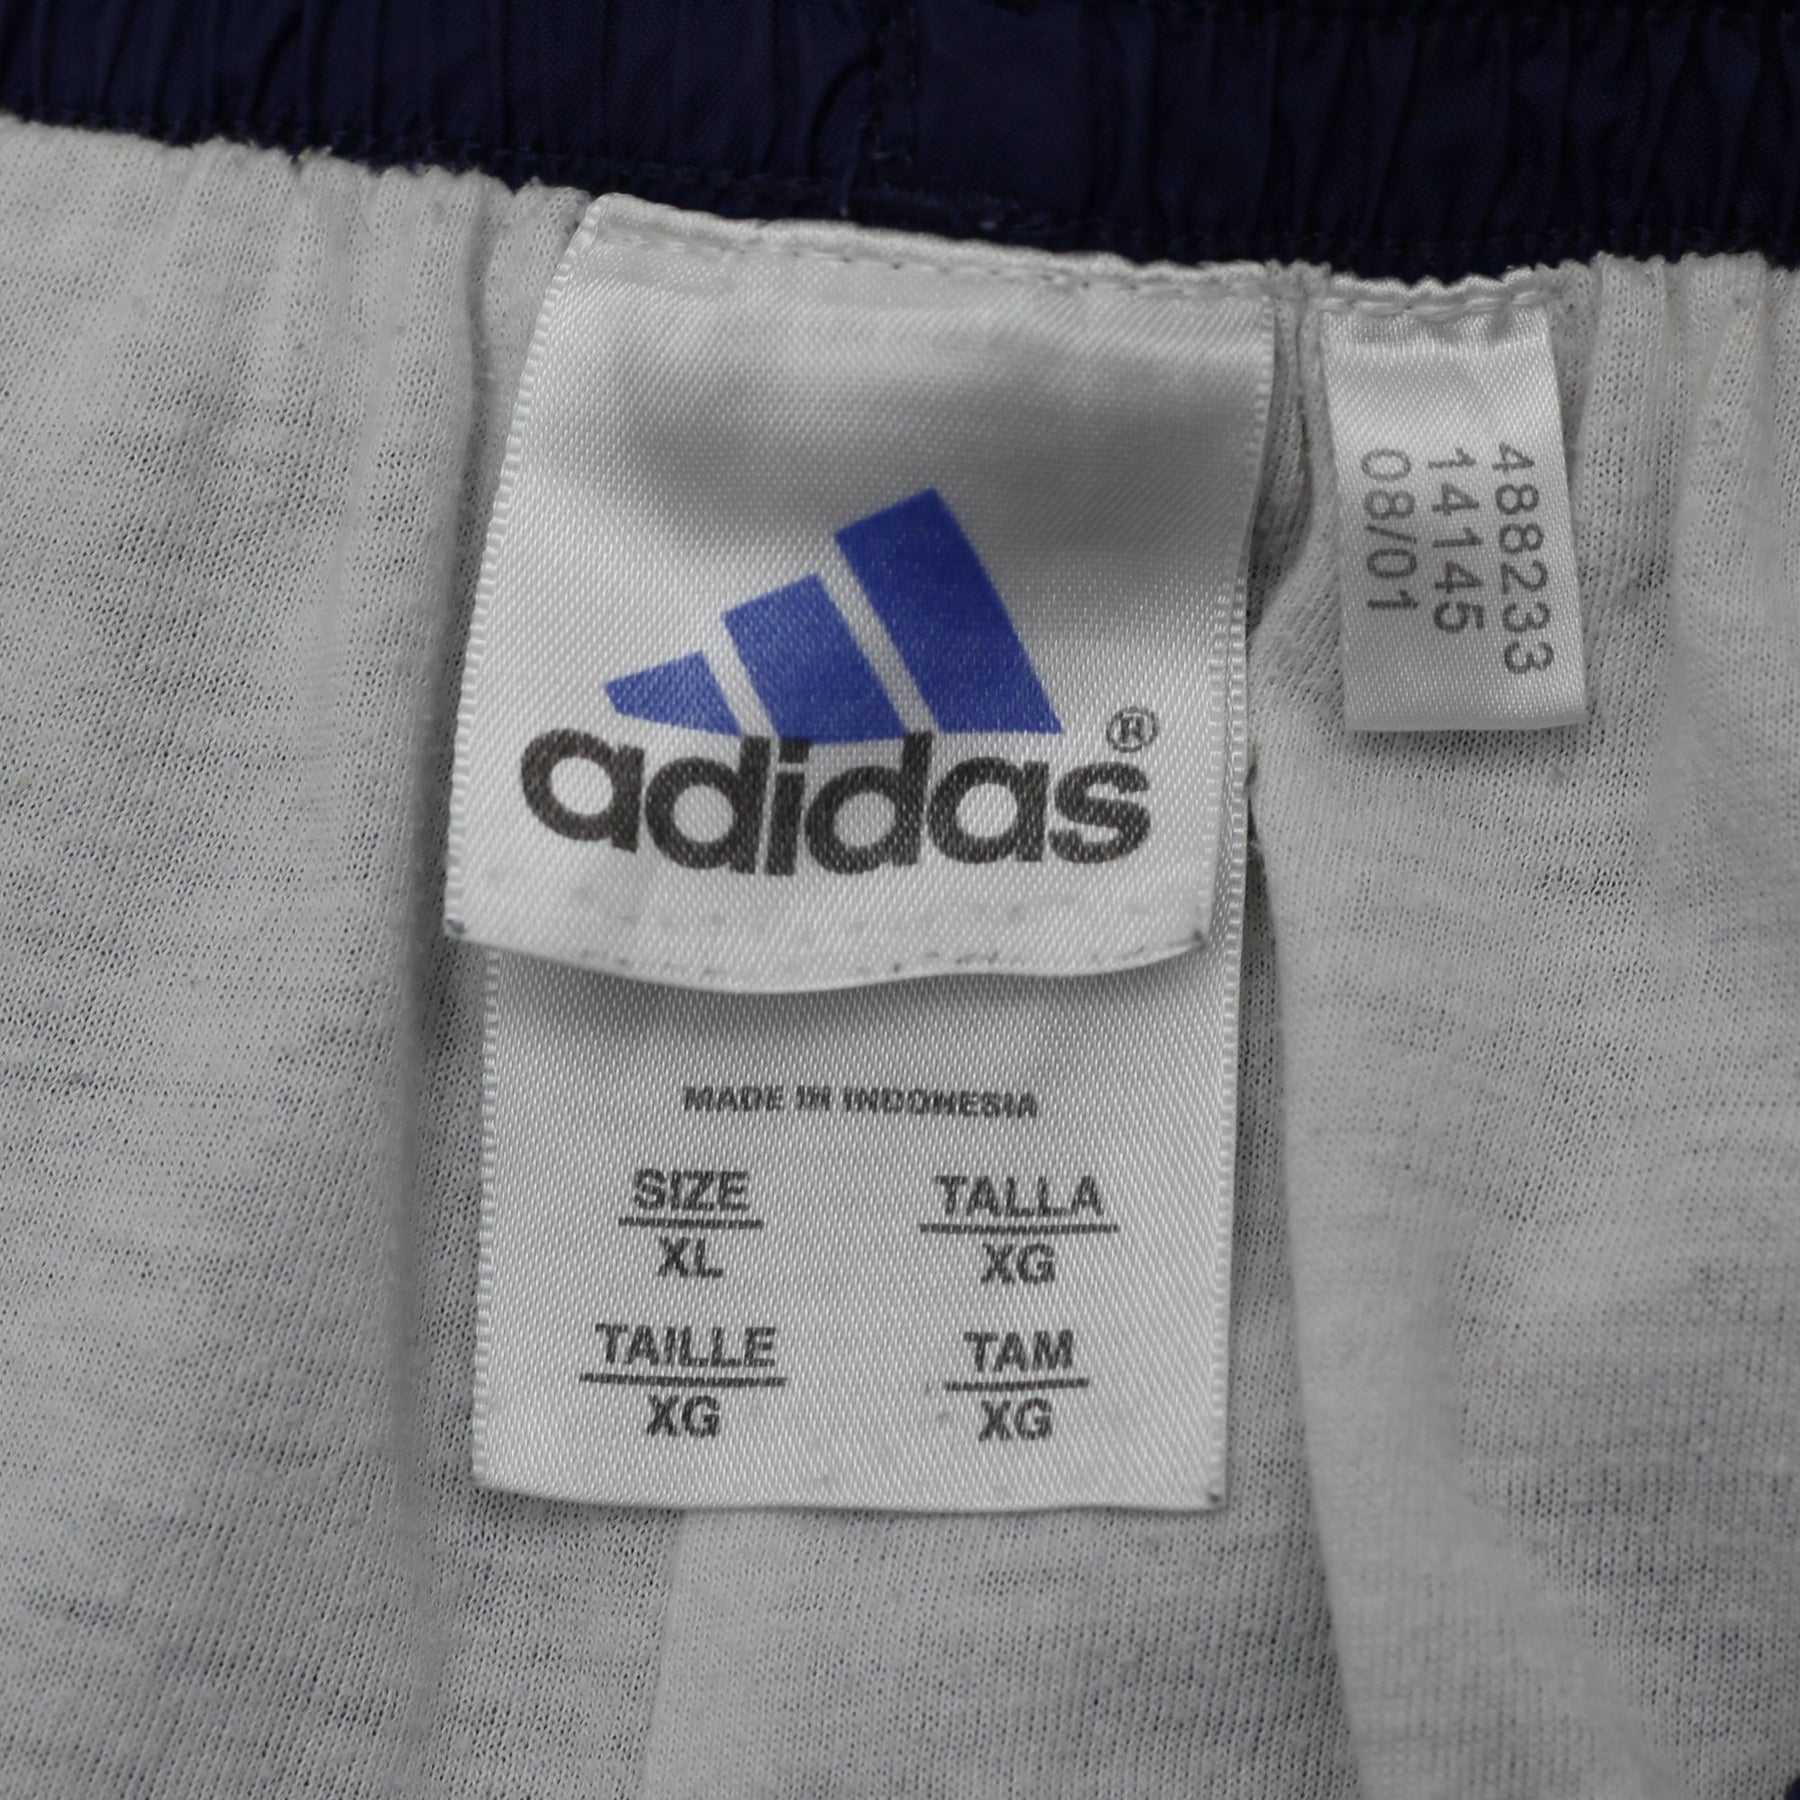 adidas®
MADE IN INDONESIA
SIZE
XL
TALLA
XG
TAILLE
XG
TAM
XG
488233
14145
08/01